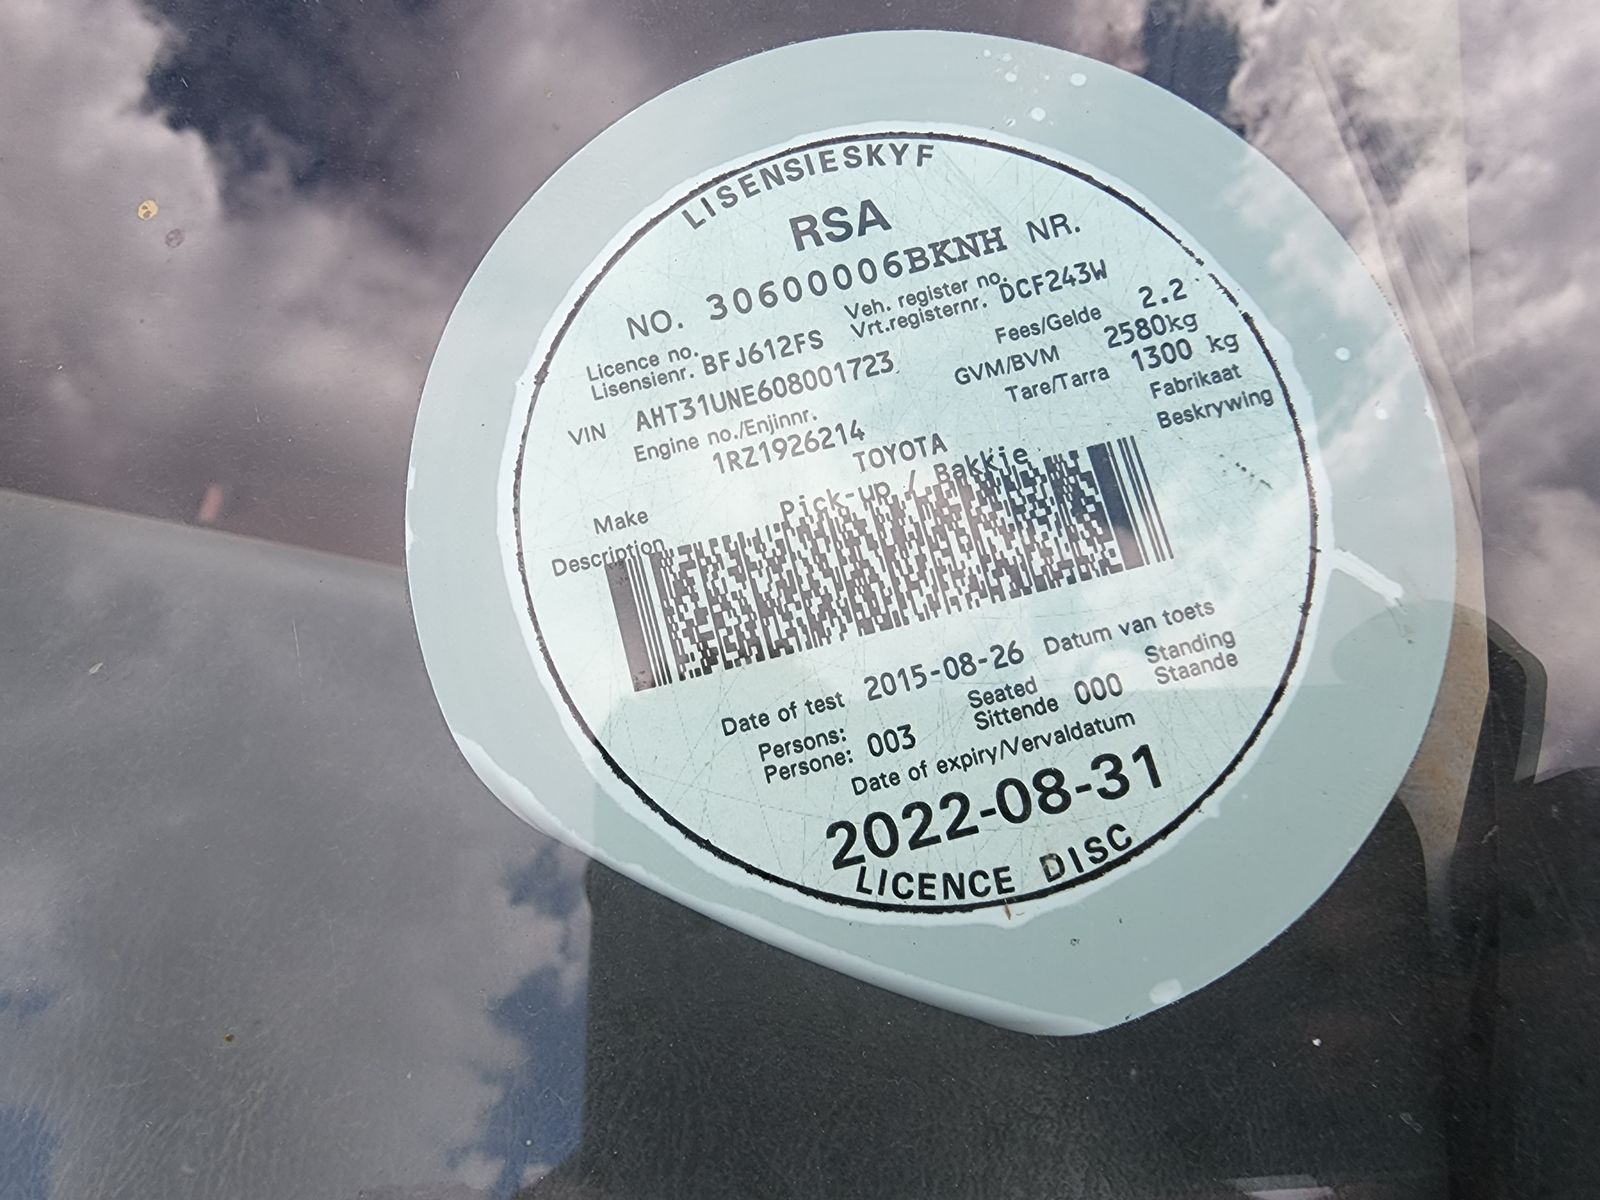 LISENSIESKYF
RSA
NO. 30600006BKNH NR.
Licence no. Lisensienr. BFJ612FS Veh. register no. Vrt.registernr. DCF243W
VIN AHT31UNE608001723 Fees/Gelde 2.2
Engine no./Enjinnr. GVM/BVM 2580kg
1RZ1926214 Tare/Tarra 1300 kg
Make TOYOTA Fabrikaat
Description Pick-up / Bakkie Beskrywing
Date of test 2015-08-26 Datum van toets
Persons: Persone: 003 Seated Sittende 000 Standing Staande
Date of expiry/Vervaldatum
2022-08-31
LICENCE DISC